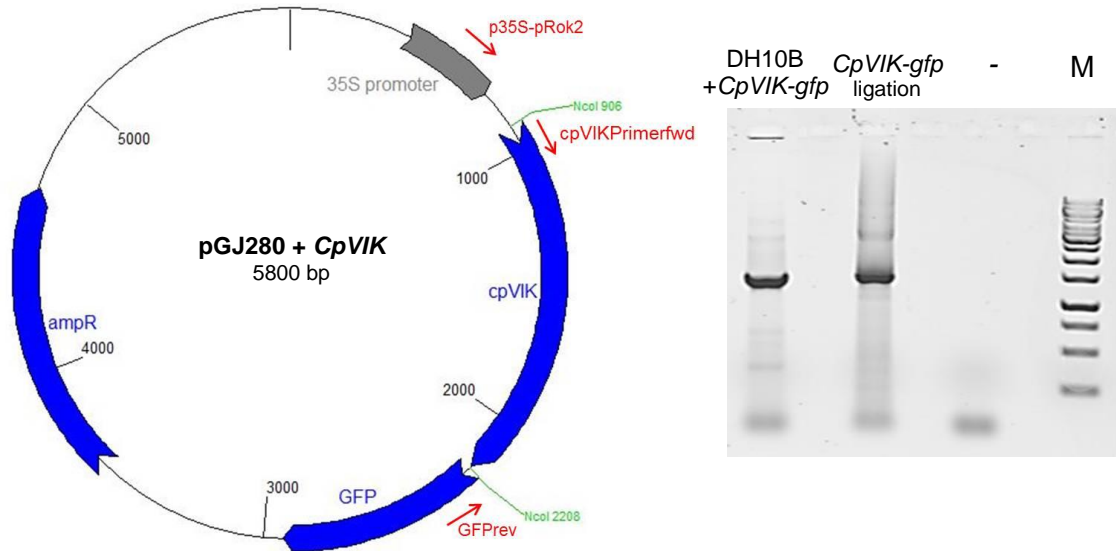 p35S-pRok2
35S promoter
NcoI 906
cpVIKPrimerfwd
1000
5000
pGJ280 + CpVIK
5800 bp
cpVIK
ampR
4000
2000
3000
GFP
GFPrev
NcoI 2208
DH10B
+CpVIK-gfp
CpVIK-gfp
ligation
-
M